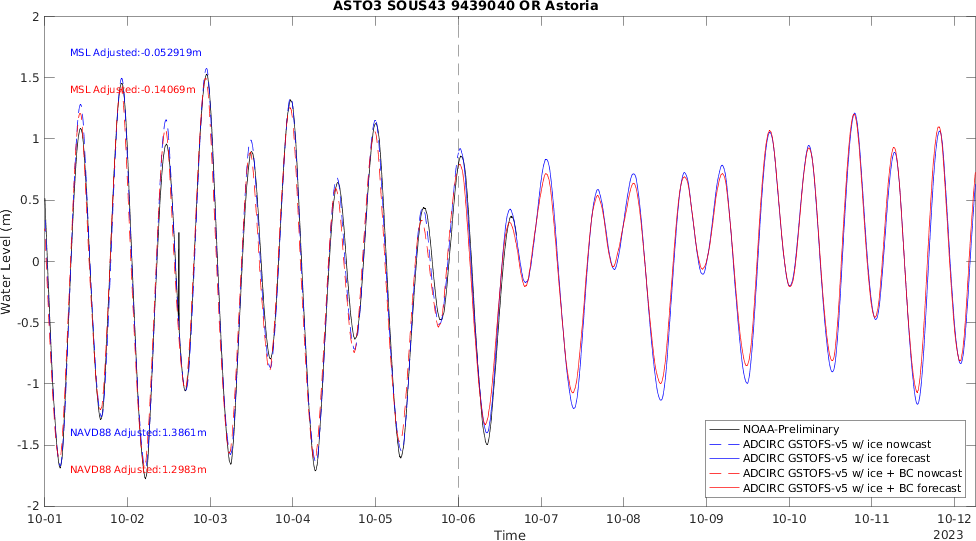 ASTO3 SOUS43 9439040 OR Astoria
2
1.5
1
0.5
0
-0.5
-1
-1.5
-2
Water Level (m)
MSL Adjusted:-0.052919m
MSL Adjusted:-0.14069m
NAVD88 Adjusted:1.3861m
NAVD88 Adjusted:1.2983m
NOAA-Preliminary
ADCIRC GSTOFS-v5 w/ ice nowcast
ADCIRC GSTOFS-v5 w/ ice forecast
ADCIRC GSTOFS-v5 w/ ice + BC nowcast
ADCIRC GSTOFS-v5 w/ ice + BC forecast
10-01 10-02 10-03 10-04 10-05 10-06 10-07 10-08 10-09 10-10 10-11 10-12
Time
2023